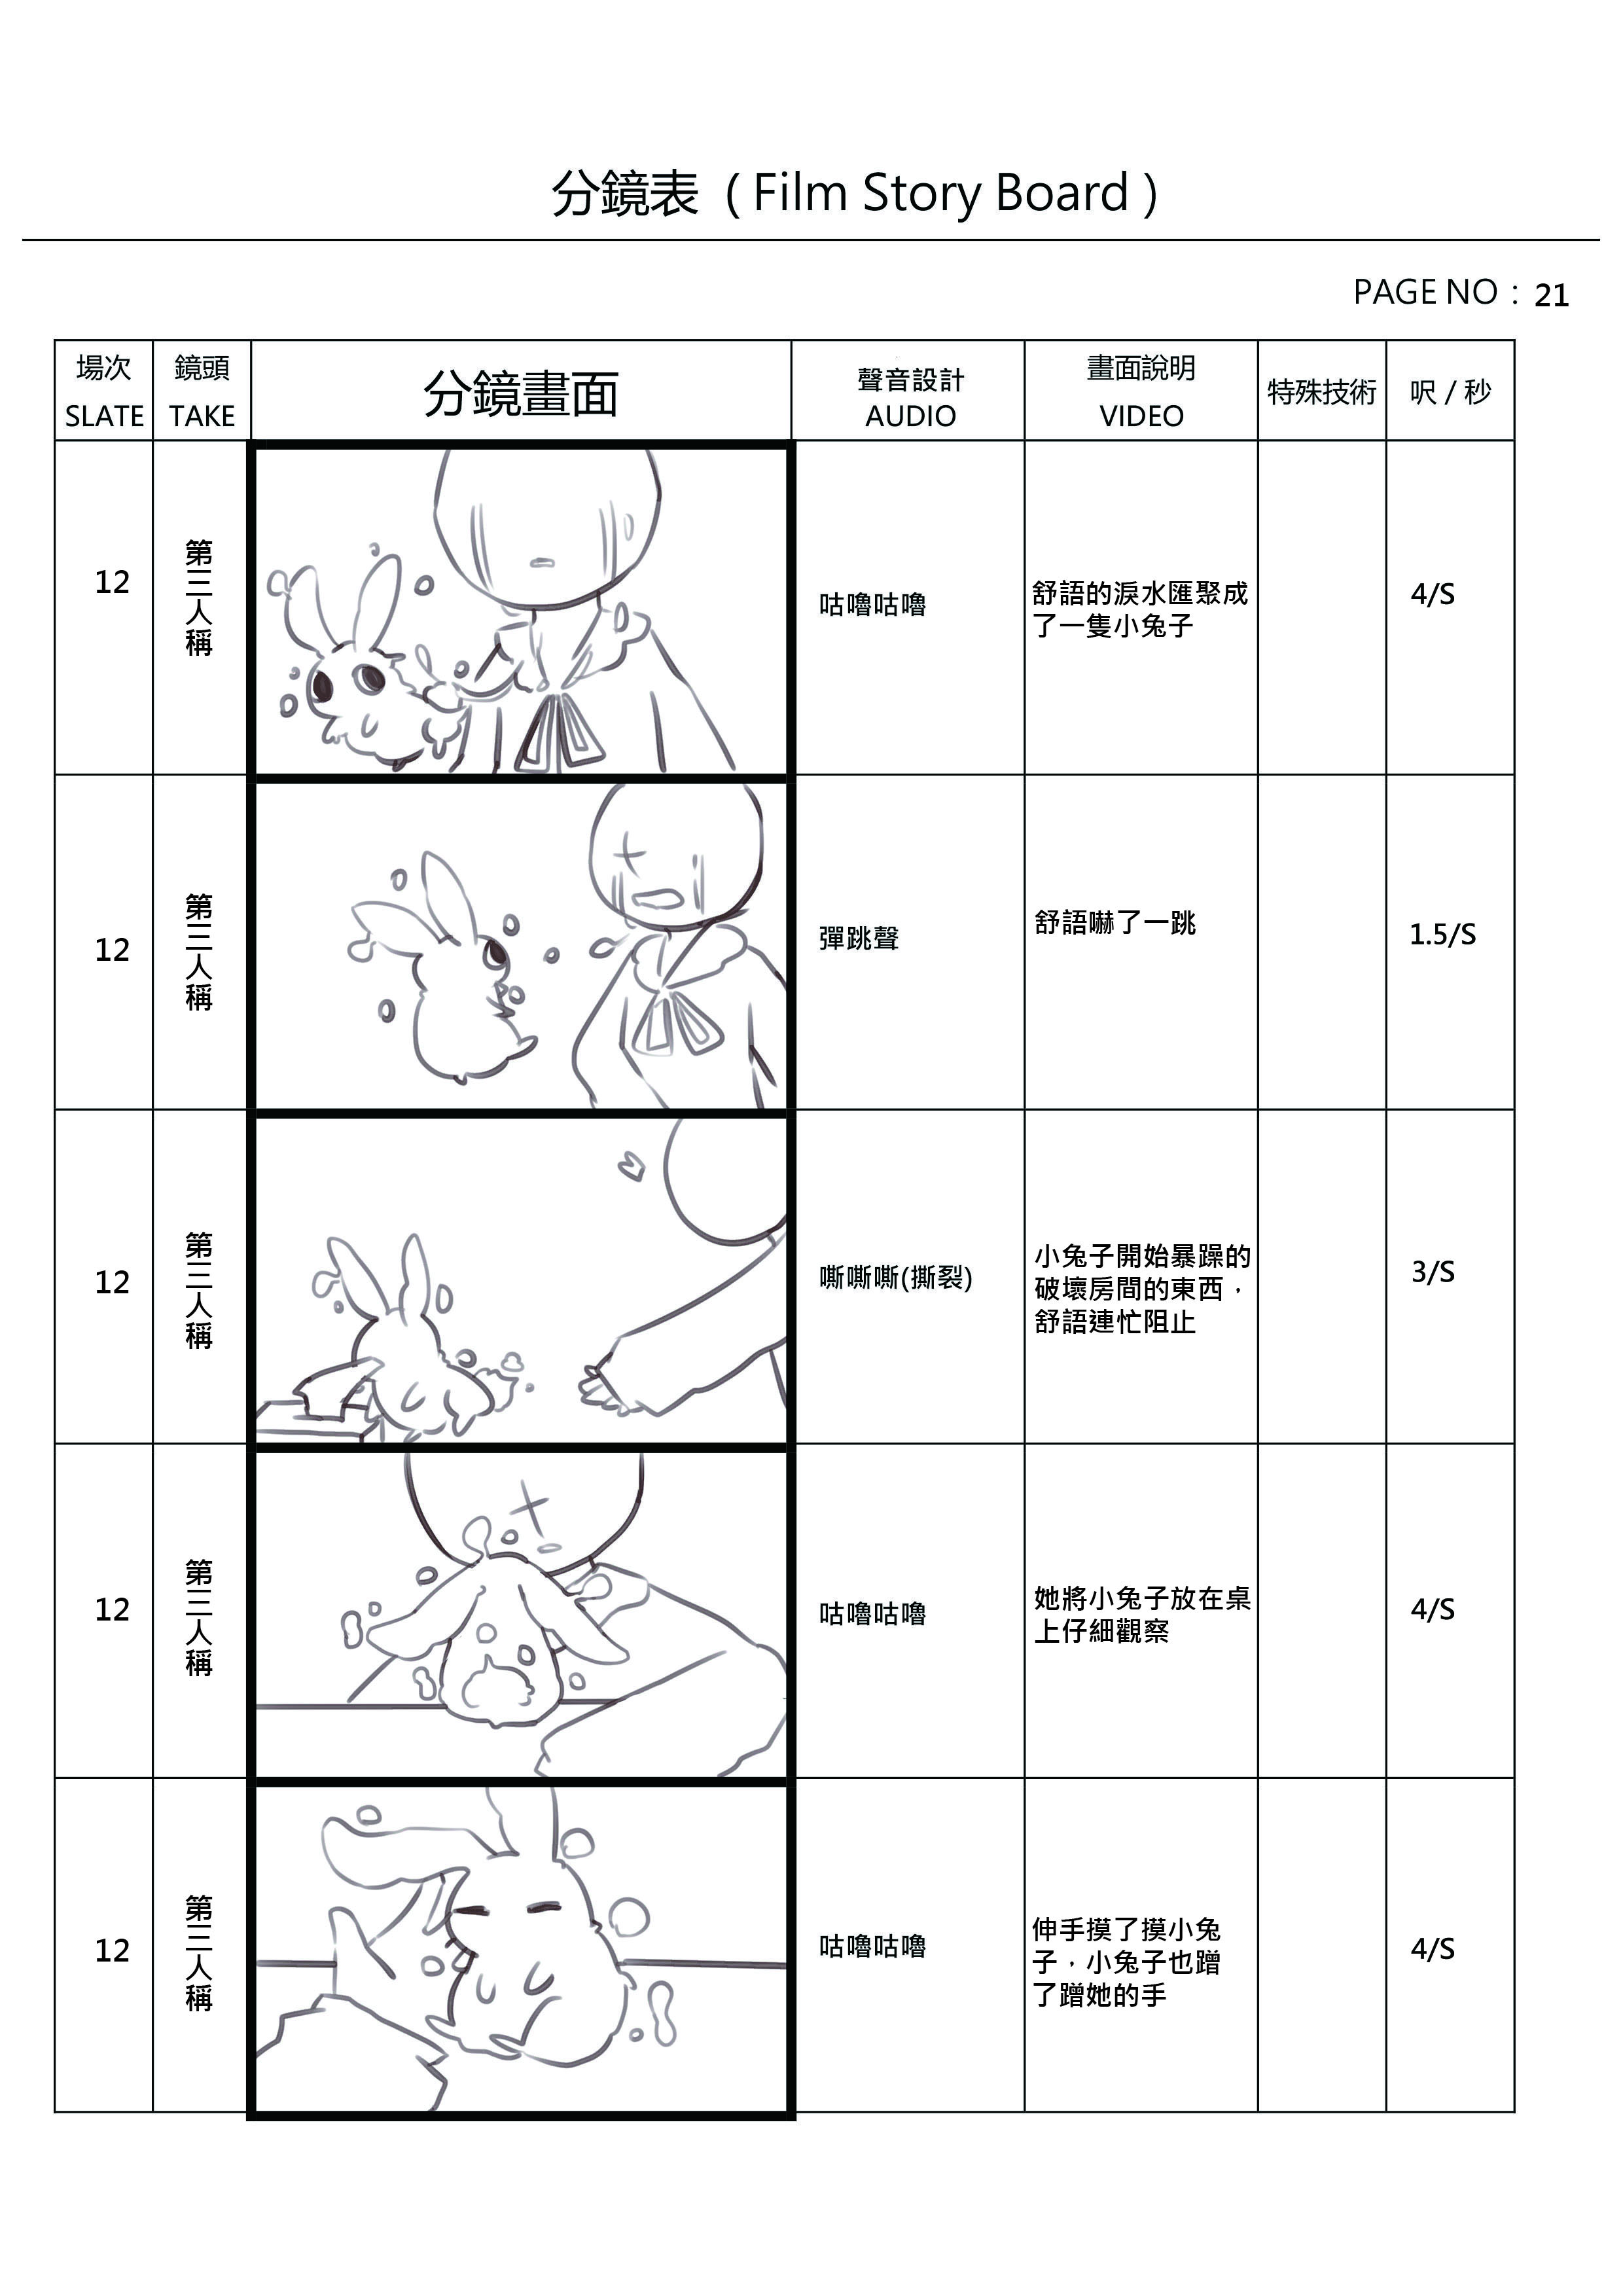 分鏡表（Film Story Board）
PAGE NO：21
場次
SLATE
鏡頭
TAKE
分鏡畫面
聲音設計
AUDIO
畫面說明
VIDEO
特殊技術
呎 / 秒
12
第三人稱
咕嚕咕嚕
舒語的淚水匯聚成
了一隻小兔子
4/S
12
第三人稱
彈跳聲
舒語嚇了一跳
1.5/S
12
第三人稱
嘶嘶嘶(撕裂)
小兔子開始暴躁的
破壞房間的東西，
舒語連忙阻止
3/S
12
第三人稱
咕嚕咕嚕
她將小兔子放在桌
上仔細觀察
4/S
12
第三人稱
咕嚕咕嚕
伸手摸了摸小兔
子，小兔子也蹭
了蹭她的手
4/S